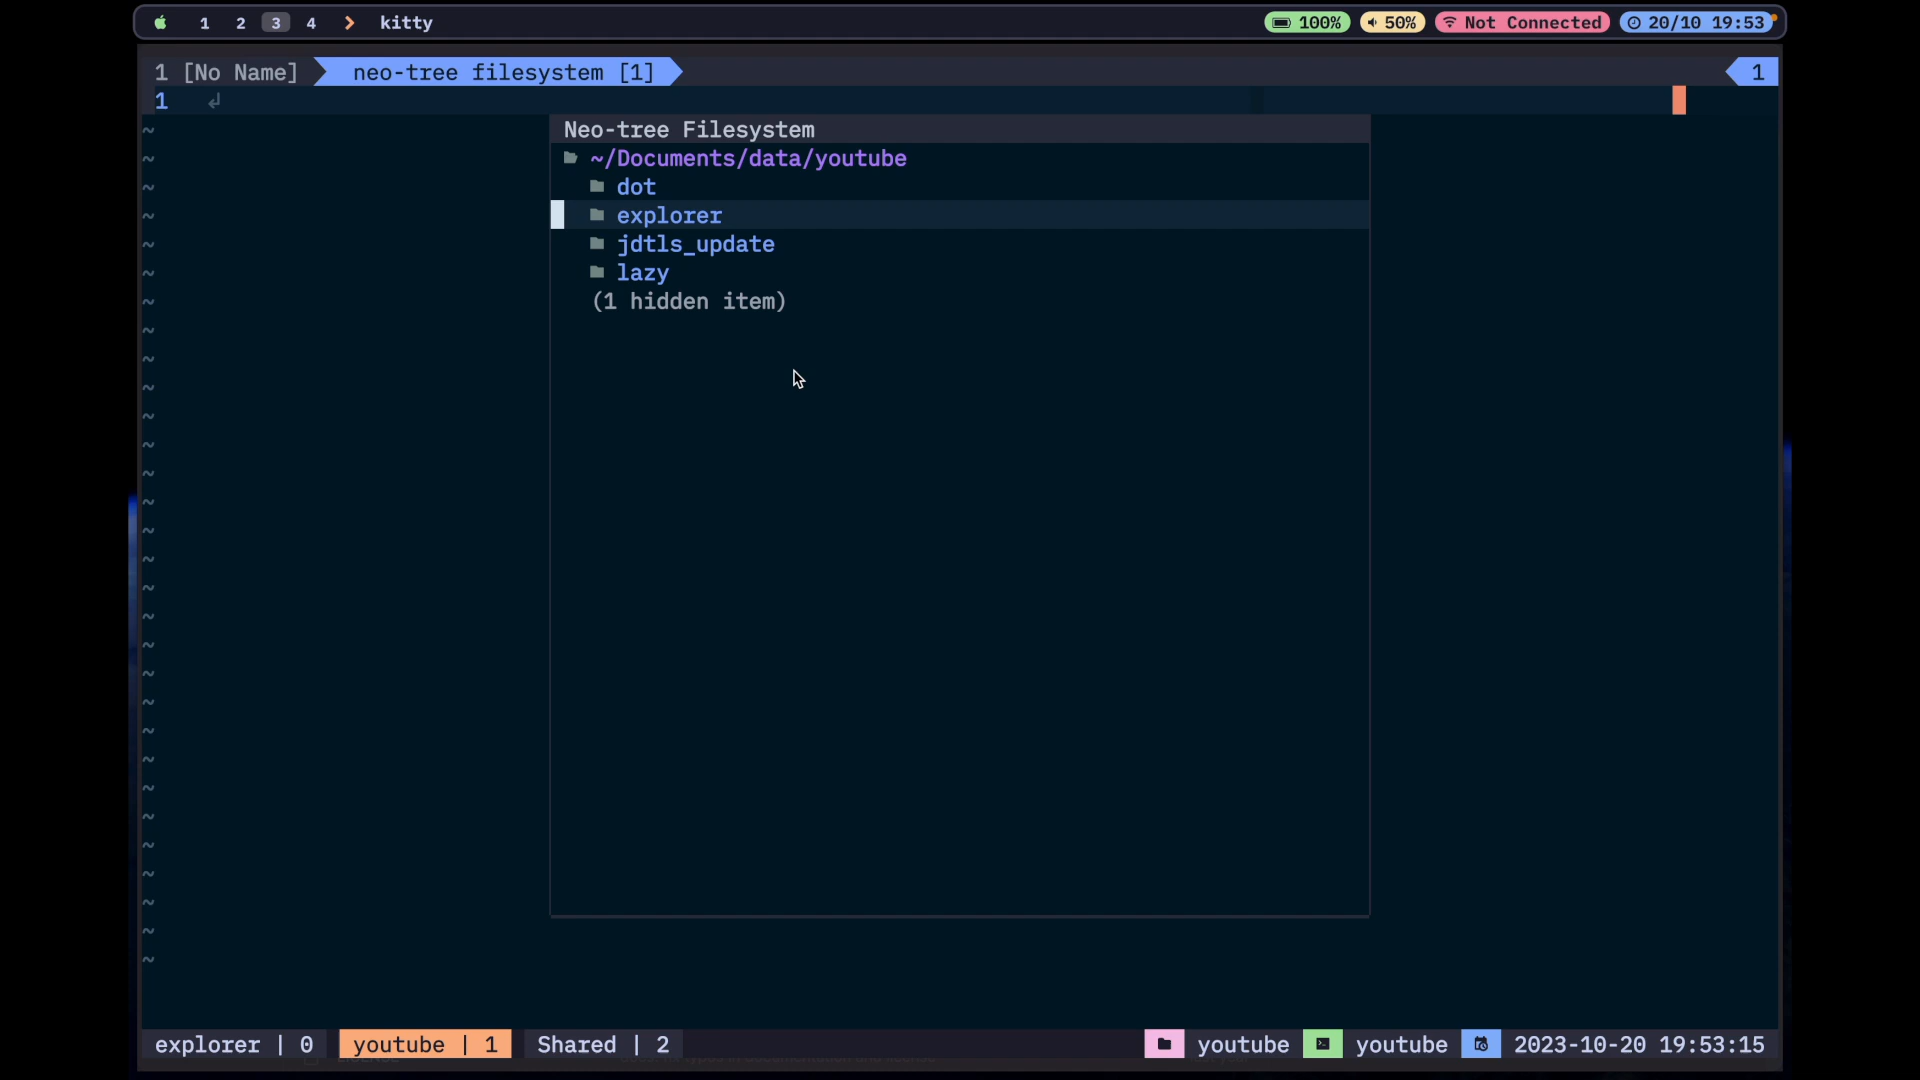 1 2 3 4 kitty 100% 50% Not Connected 20/10 19:53
1 [No Name] neo-tree filesystem [1] 1
1
Neo-tree Filesystem
~/Documents/data/youtube
dot
explorer
jdtls_update
lazy
(1 hidden item)
explorer | 0 youtube | 1 Shared | 2 youtube youtube 2023-10-20 19:53:15